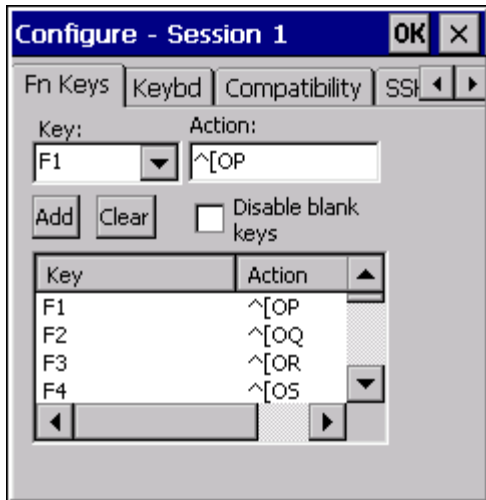 Configure - Session 1 OK ×
Fn Keys Keybd Compatibility
Key: Action:
F1 ^[OP
Add Clear Disable blank
keys
Key Action
F1 ^[OP
F2 ^[OQ
F3 ^[OR
F4 ^[OS